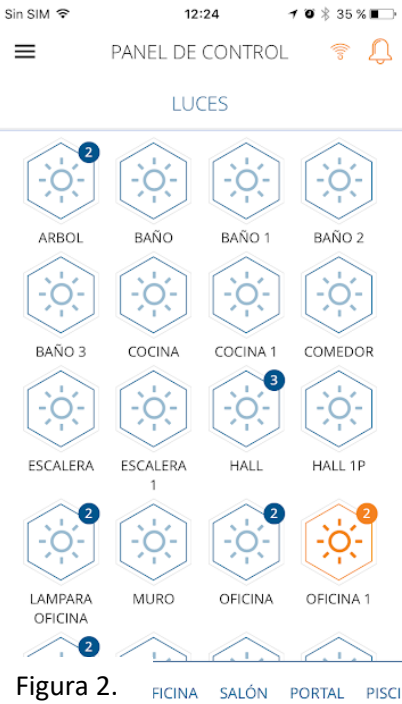 Sin SIM 12:24 35 %
PANEL DE CONTROL
LUCES
2
ARBOL BAÑO BAÑO 1 BAÑO 2
BAÑO 3 COCINA COCINA 1 COMEDOR
3
ESCALERA ESCALERA HALL HALL 1P
1
2 2 2
LAMPARA MURO OFICINA OFICINA 1
OFICINA
2
Figura 2. FICINA SALÓN PORTAL PISCI